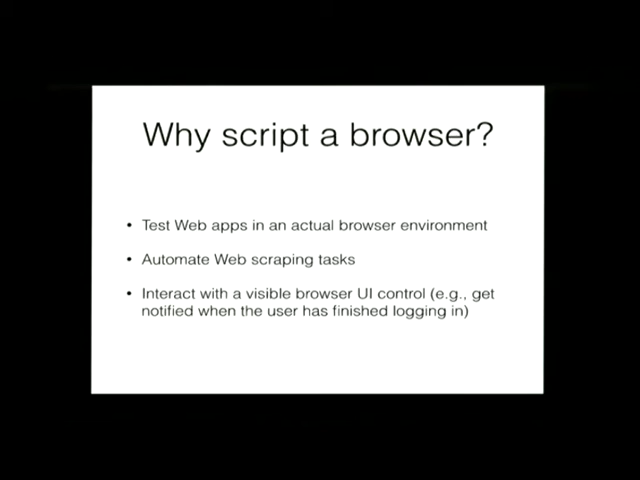 Why script a browser?
• Test Web apps in an actual browser environment
• Automate Web scraping tasks
• Interact with a visible browser UI control (e.g., get
notified when the user has finished logging in)